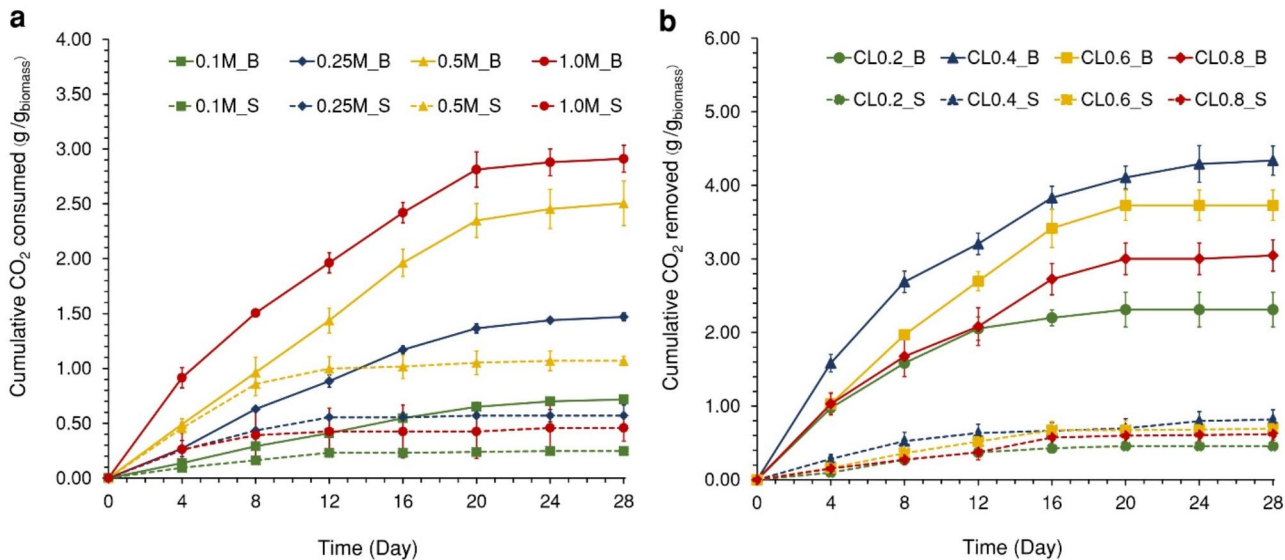 a
Cumulative CO₂ consumed (g/g_biomass)
4.00
3.50
3.00
2.50
2.00
1.50
1.00
0.50
0.00
0.1M_B 0.25M_B 0.5M_B 1.0M_B
0.1M_S 0.25M_S 0.5M_S 1.0M_S
0 4 8 12 16 20 24 28
Time (Day)
b
Cumulative CO₂ removed (g/g_biomass)
6.00
5.00
4.00
3.00
2.00
1.00
0.00
CL0.2_B CL0.4_B CL0.6_B CL0.8_B
CL0.2_S CL0.4_S CL0.6_S CL0.8_S
0 4 8 12 16 20 24 28
Time (Day)